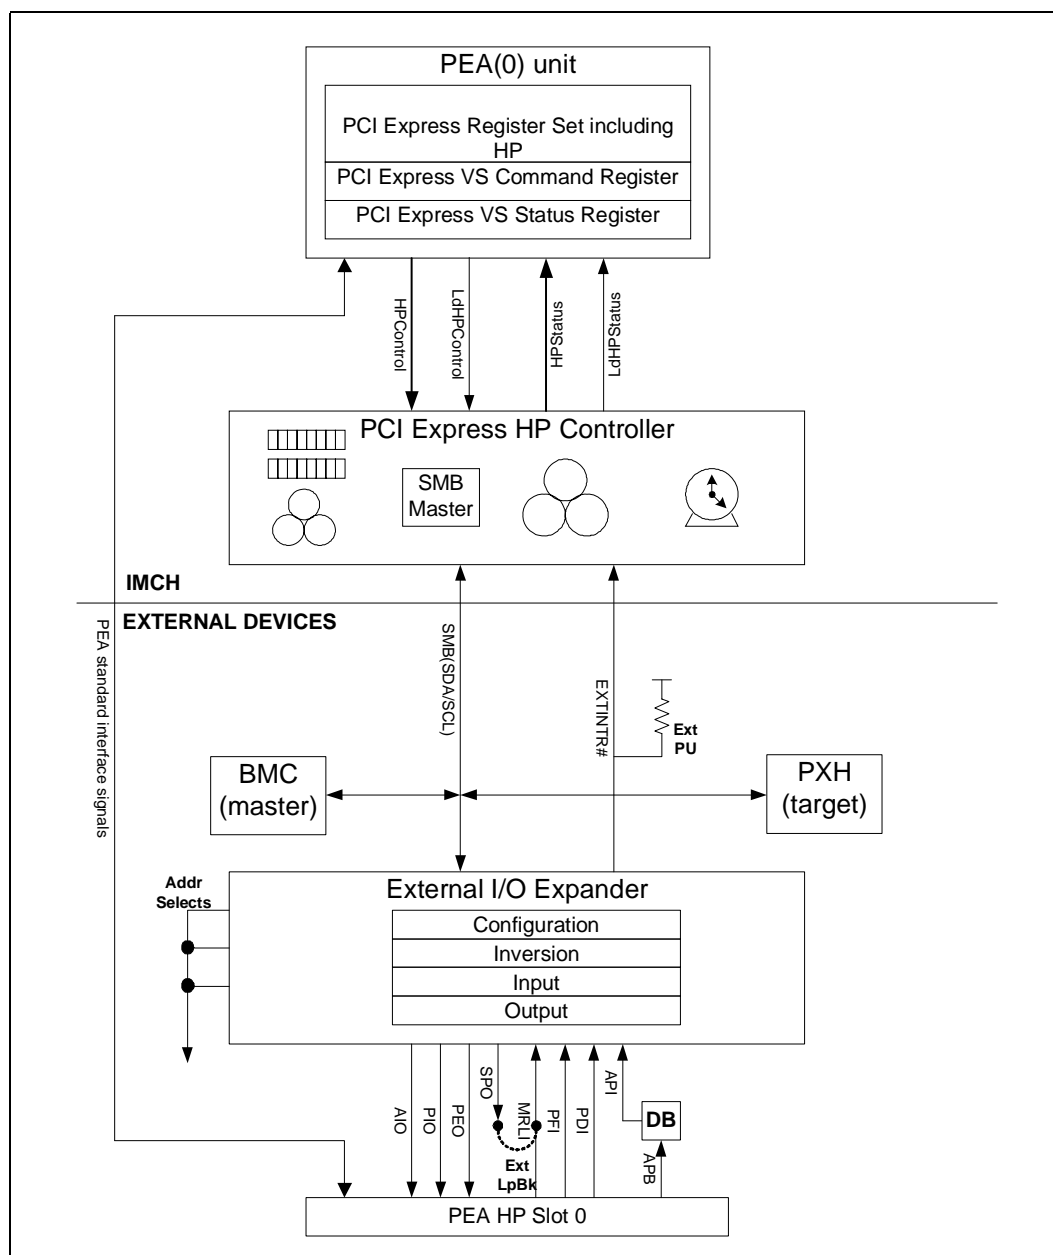 PEA(0) unit
PCI Express Register Set including
HP
PCI Express VS Command Register
PCI Express VS Status Register
HPControl
LdHPControl
HPStatus
LdHPStatus
PCI Express HP Controller
SMB
Master
IMCH
EXTERNAL DEVICES
PEA standard interface signals
SMB(SDA/SCL)
EXTINTR#
Ext
PU
BMC
(master)
PXH
(target)
Addr
Selects
External I/O Expander
Configuration
Inversion
Input
Output
AIO
PIO
PEO
SPO
MRLI
PFI
PDI
API
DB
APB
Ext
LpBk
PEA HP Slot 0